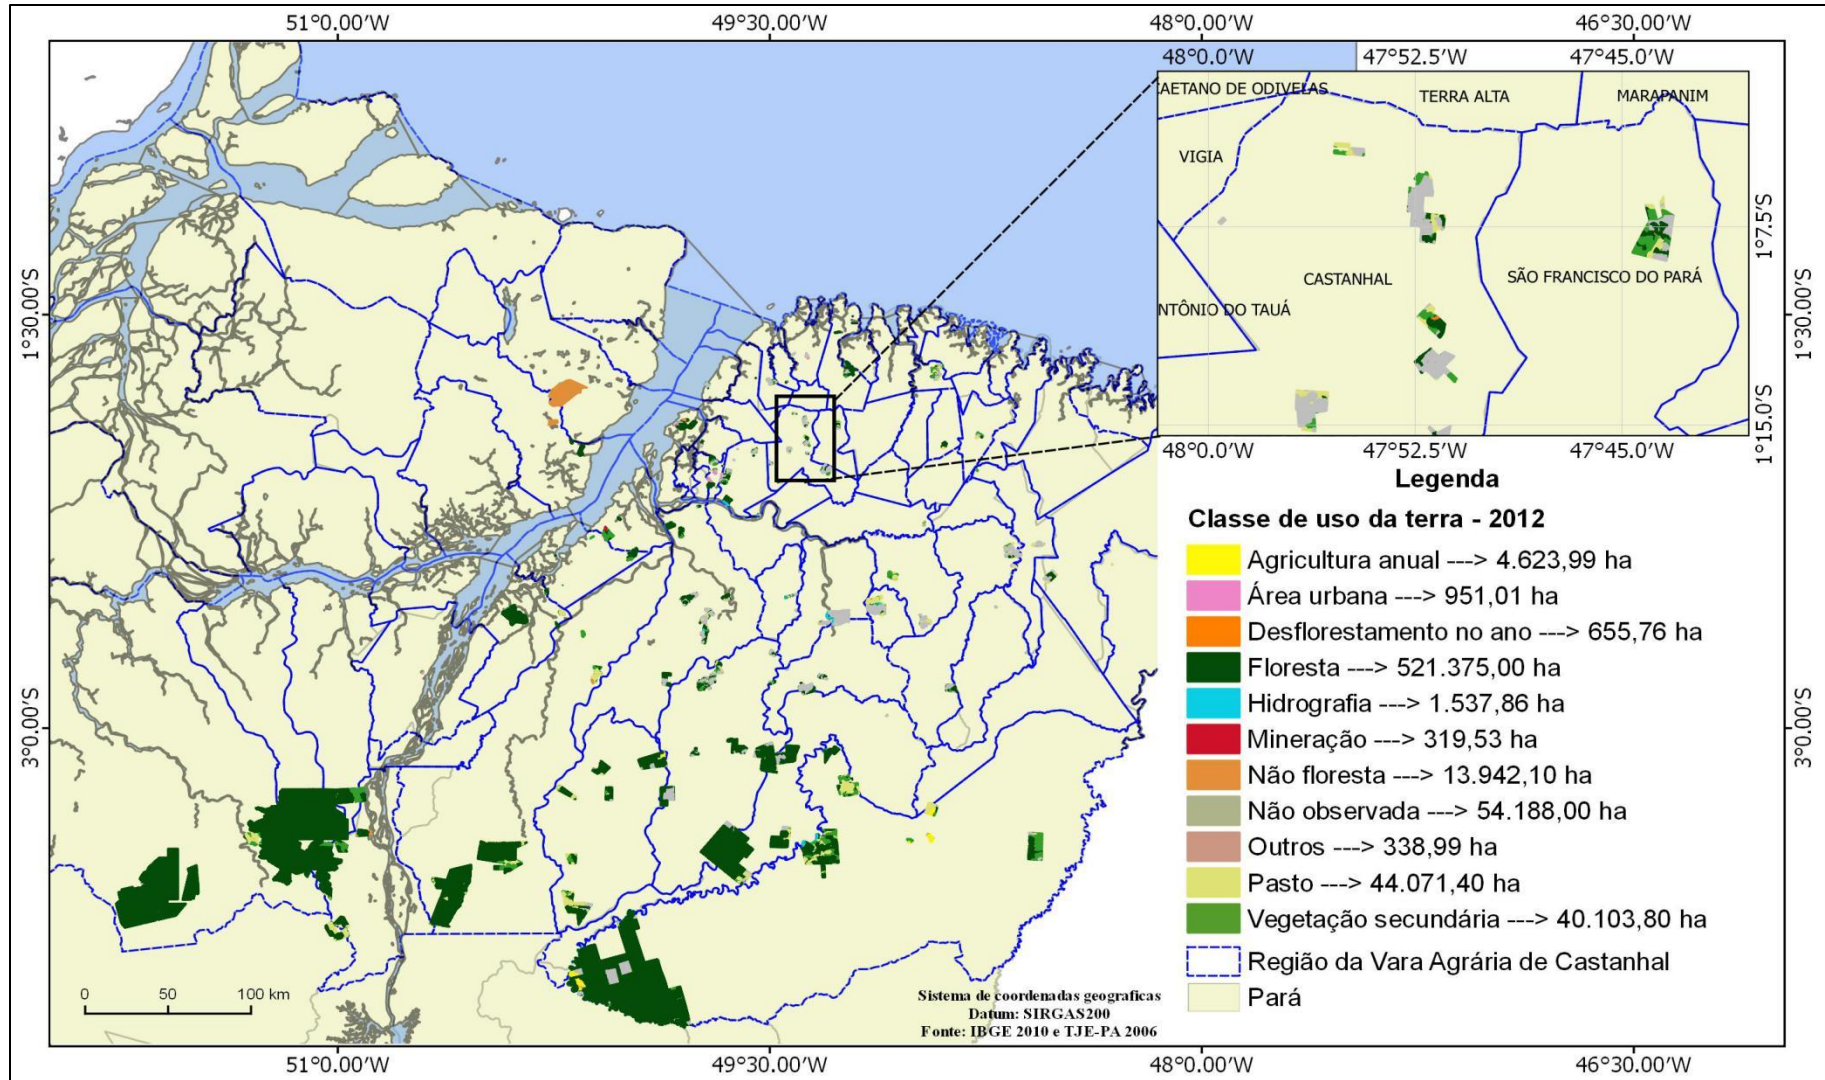 51°0.00′W 49°30.00′W 48°0.00′W 46°30.00′W
48°0.0′W 47°52.5′W 47°45.0′W
CAETANO DE ODIVELAS
TERRA ALTA
MARAPANIM
VIGIA
1°7.5′S
CASTANHAL
SÃO FRANCISCO DO PARÁ
NTÔNIO DO TAUÁ
1°30.00′S
1°30.00′S
1°15.0′S
48°0.0′W 47°52.5′W 47°45.0′W
Legenda
Classe de uso da terra - 2012
Agricultura anual ---> 4.623,99 ha
Área urbana ---> 951,01 ha
Desflorestamento no ano ---> 655,76 ha
Floresta ---> 521.375,00 ha
Hidrografia ---> 1.537,86 ha
Mineração ---> 319,53 ha
Não floresta ---> 13.942,10 ha
Não observada ---> 54.188,00 ha
Outros ---> 338,99 ha
Pasto ---> 44.071,40 ha
Vegetação secundária ---> 40.103,80 ha
Região da Vara Agrária de Castanhal
Pará
3°0.00′S
3°0.00′S
0 50 100 km
Sistema de coordenadas geograficas
Datum: SIRGAS200
Fonte: IBGE 2010 e TJE-PA 2006
51°0.00′W 49°30.00′W 48°0.00′W 46°30.00′W